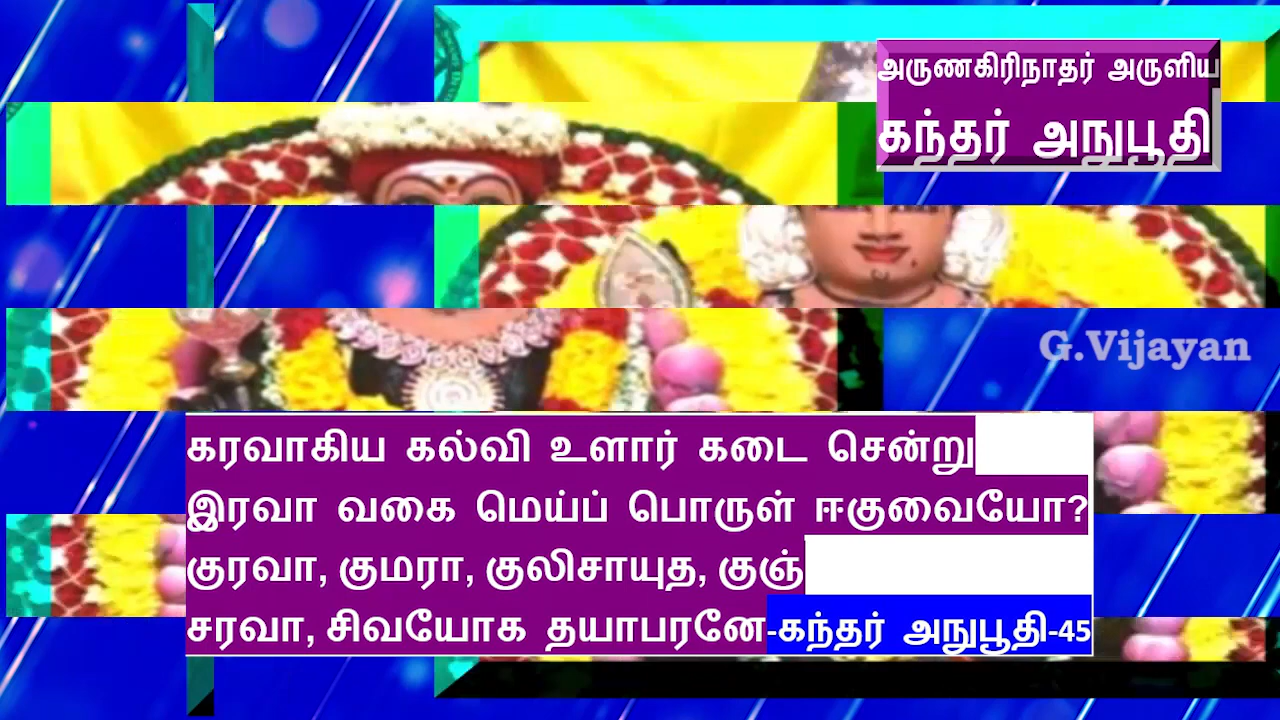 அருணகிரிநாதர் அருளிய
கந்தர் அநுபூதி
G.Vijayan
கரவாகிய கல்வி உளார் கடை சென்று
இரவா வகை மெய்ப் பொருள் ஈகுவையோ?
குரவா, குமரா, குலிசாயுத, குஞ்
சரவா, சிவயோக தயாபரனே-கந்தர் அநுபூதி-45